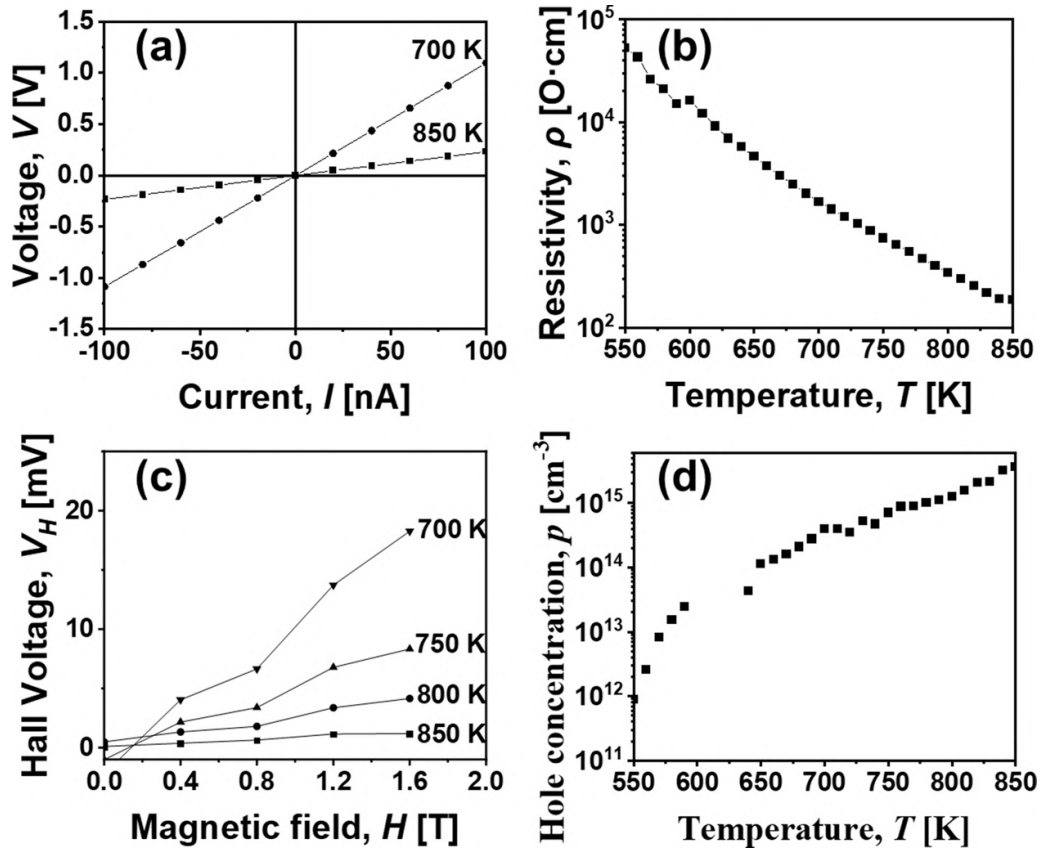 (a)
700 K
850 K
1.0
0.5
0.0
-0.5
-1.0
-1.5
-100 -50 0 50 100
Voltage, V [V]
Current, I [nA]
(b)
10^5
10^4
10^3
10^2
550 600 650 700 750 800 850
Resistivity, ρ [O·cm]
Temperature, T [K]
(c)
700 K
750 K
800 K
850 K
20
10
0
0.0 0.4 0.8 1.2 1.6 2.0
Hall Voltage, V_H [mV]
Magnetic field, H [T]
(d)
10^15
10^14
10^13
10^12
10^11
550 600 650 700 750 800 850
Hole concentration, p [cm^-3]
Temperature, T [K]